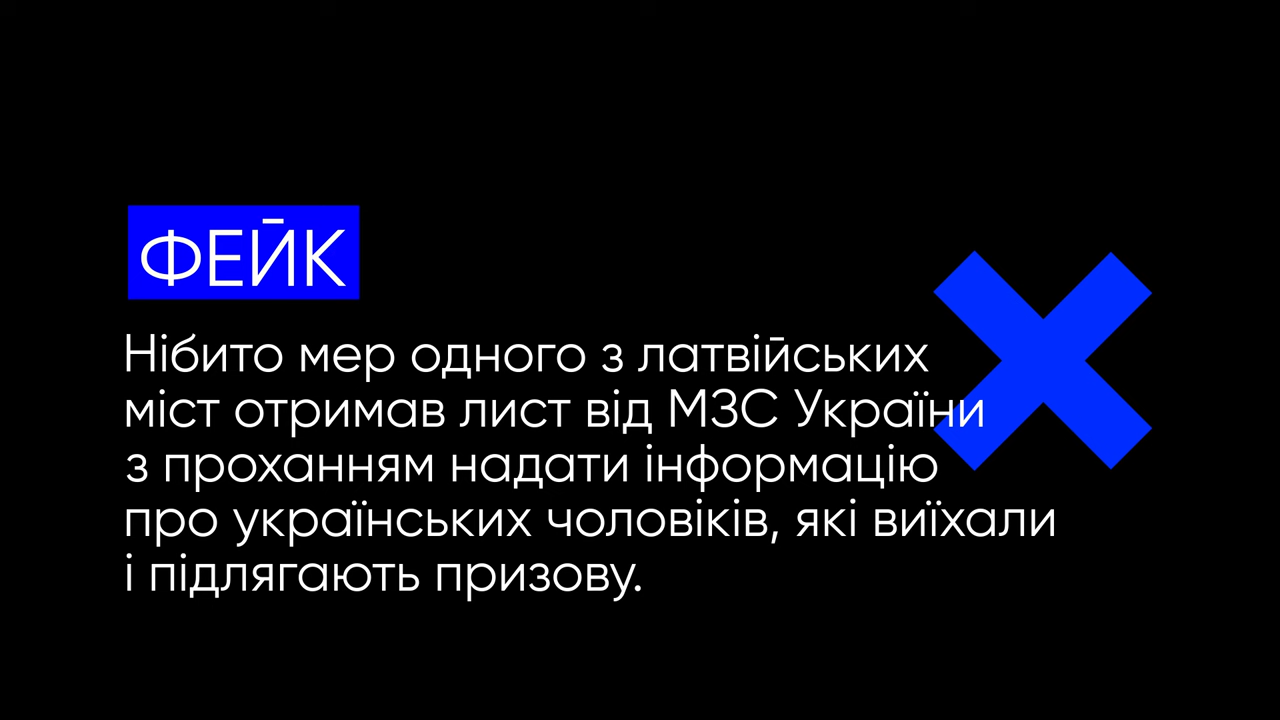 ФЕЙК
Нібито мер одного з латвійських
міст отримав лист від МЗС України
з проханням надати інформацію
про українських чоловіків, які виїхали
і підлягають призову.